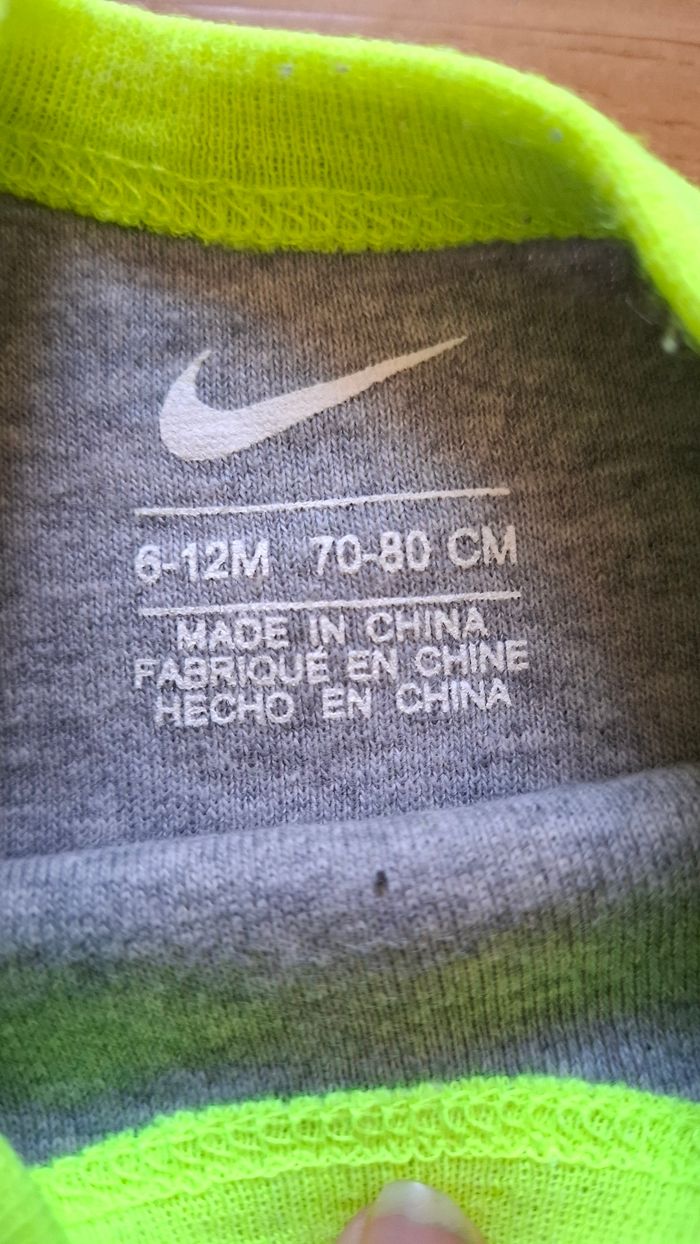 6-12M 70-80 CM
MADE IN CHINA
FABRIQUÉ EN CHINE
HECHO EN CHINA